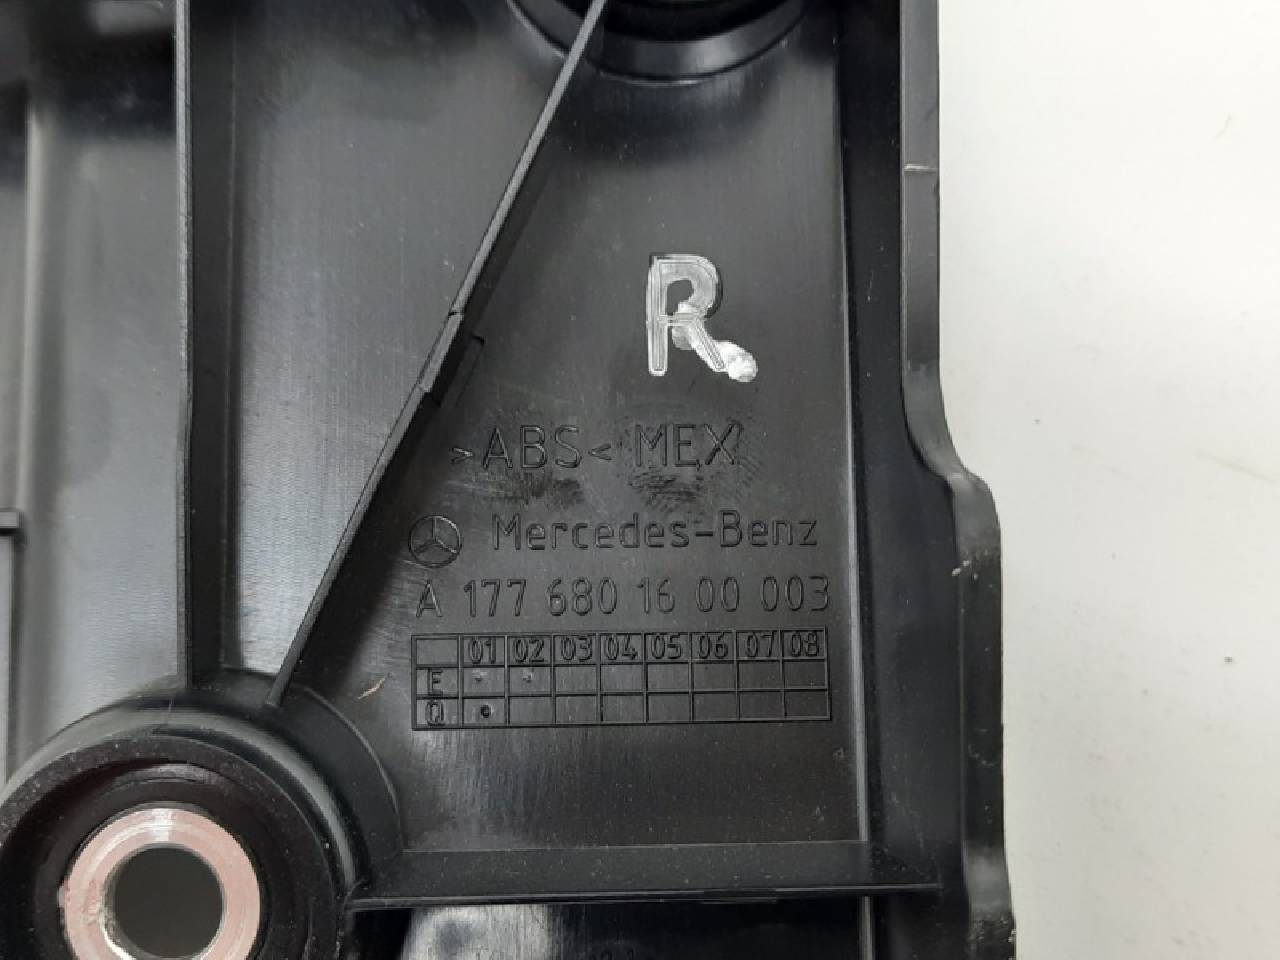 R
>ABS< MEX
Mercedes-Benz
A 177 680 16 00 003
01 02 03 04 05 06 07 08
E
Q